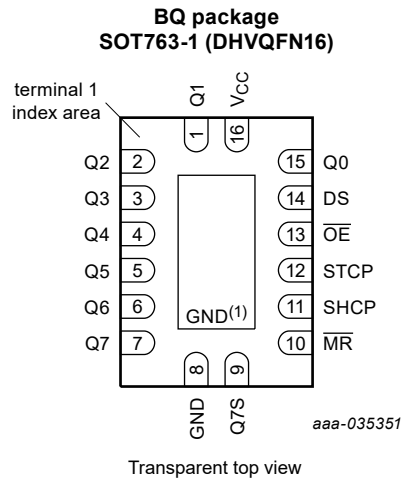 BQ package
SOT763-1 (DHVQFN16)
terminal 1
index area
Q1
VCC
1
16
Q2 2
15 Q0
Q3 3
14 DS
Q4 4
13 O̅E̅
Q5 5
12 STCP
Q6 6
11 SHCP
GND(1)
Q7 7
10 M̅R̅
8
9
GND
Q7S
aaa-035351
Transparent top view